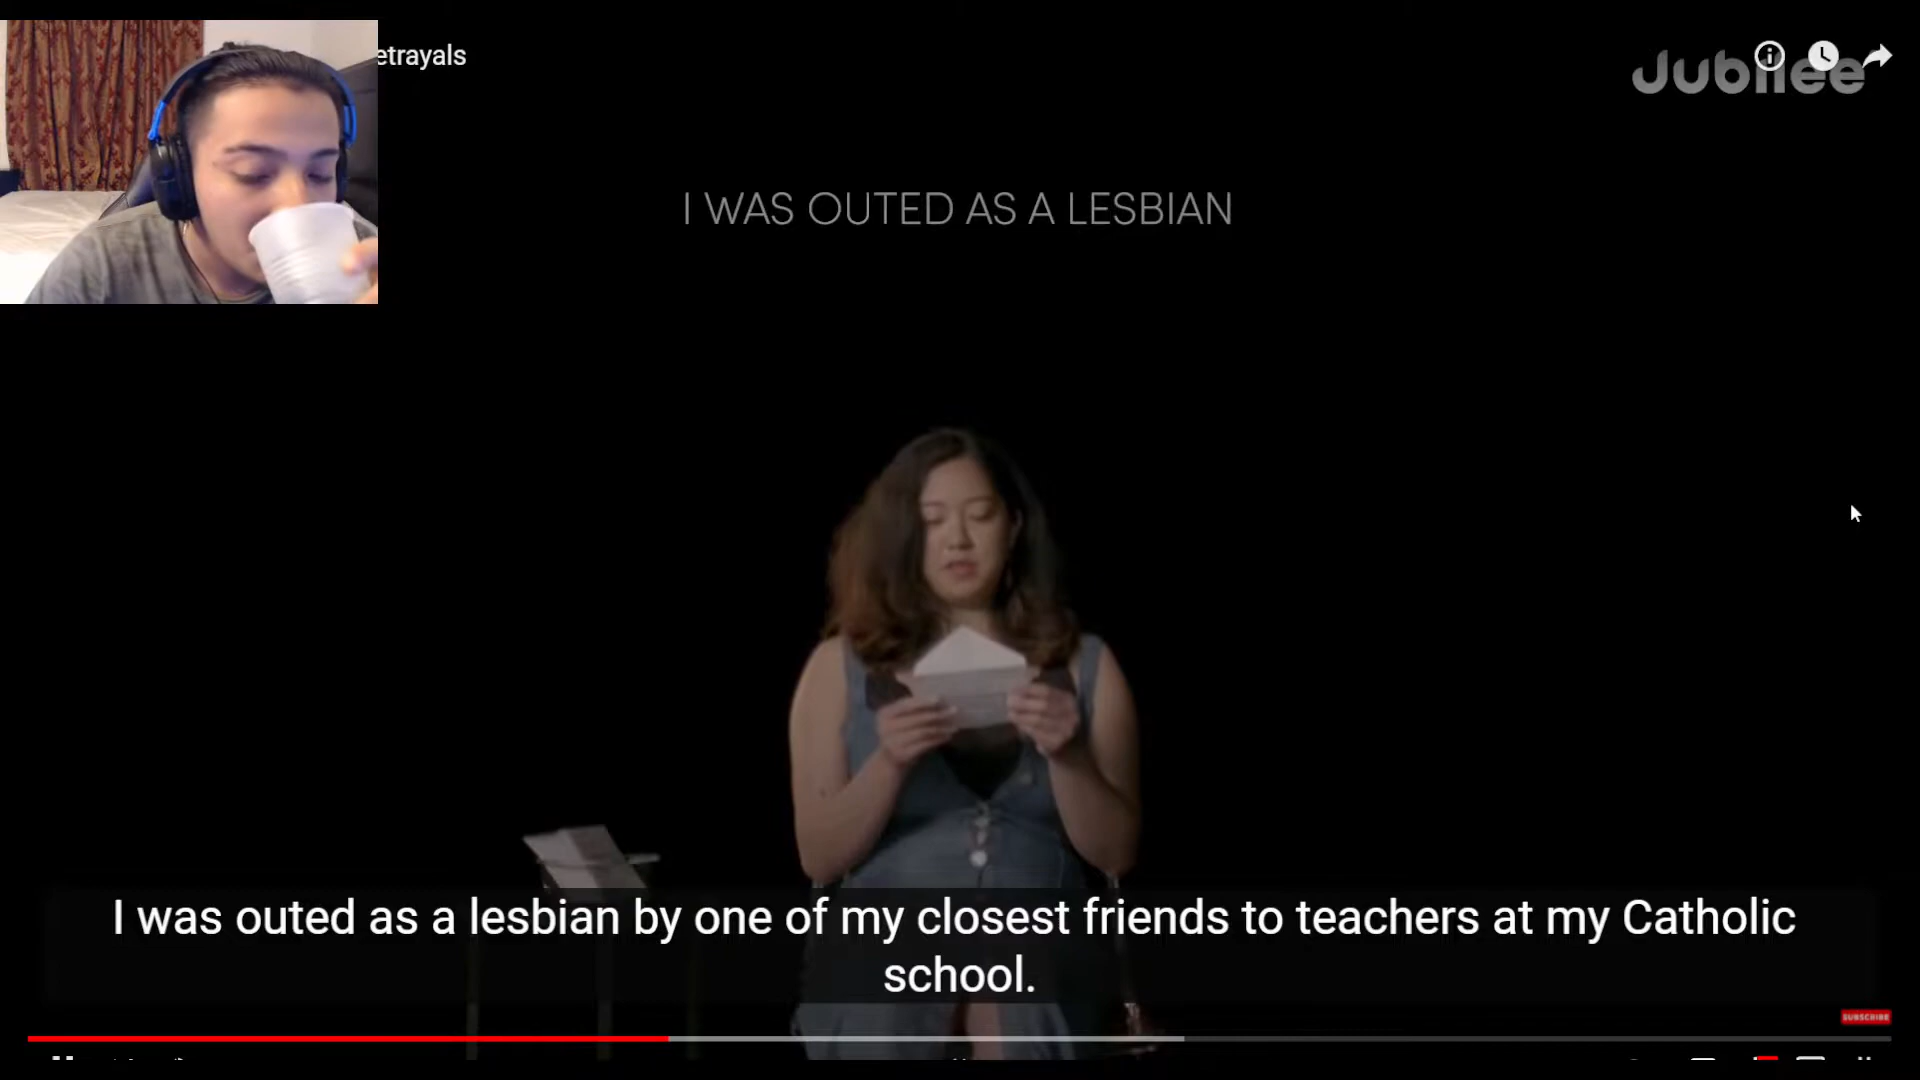 etrayals
Jubilee
I WAS OUTED AS A LESBIAN
I was outed as a lesbian by one of my closest friends to teachers at my Catholic
school.
SUBSCRIBE